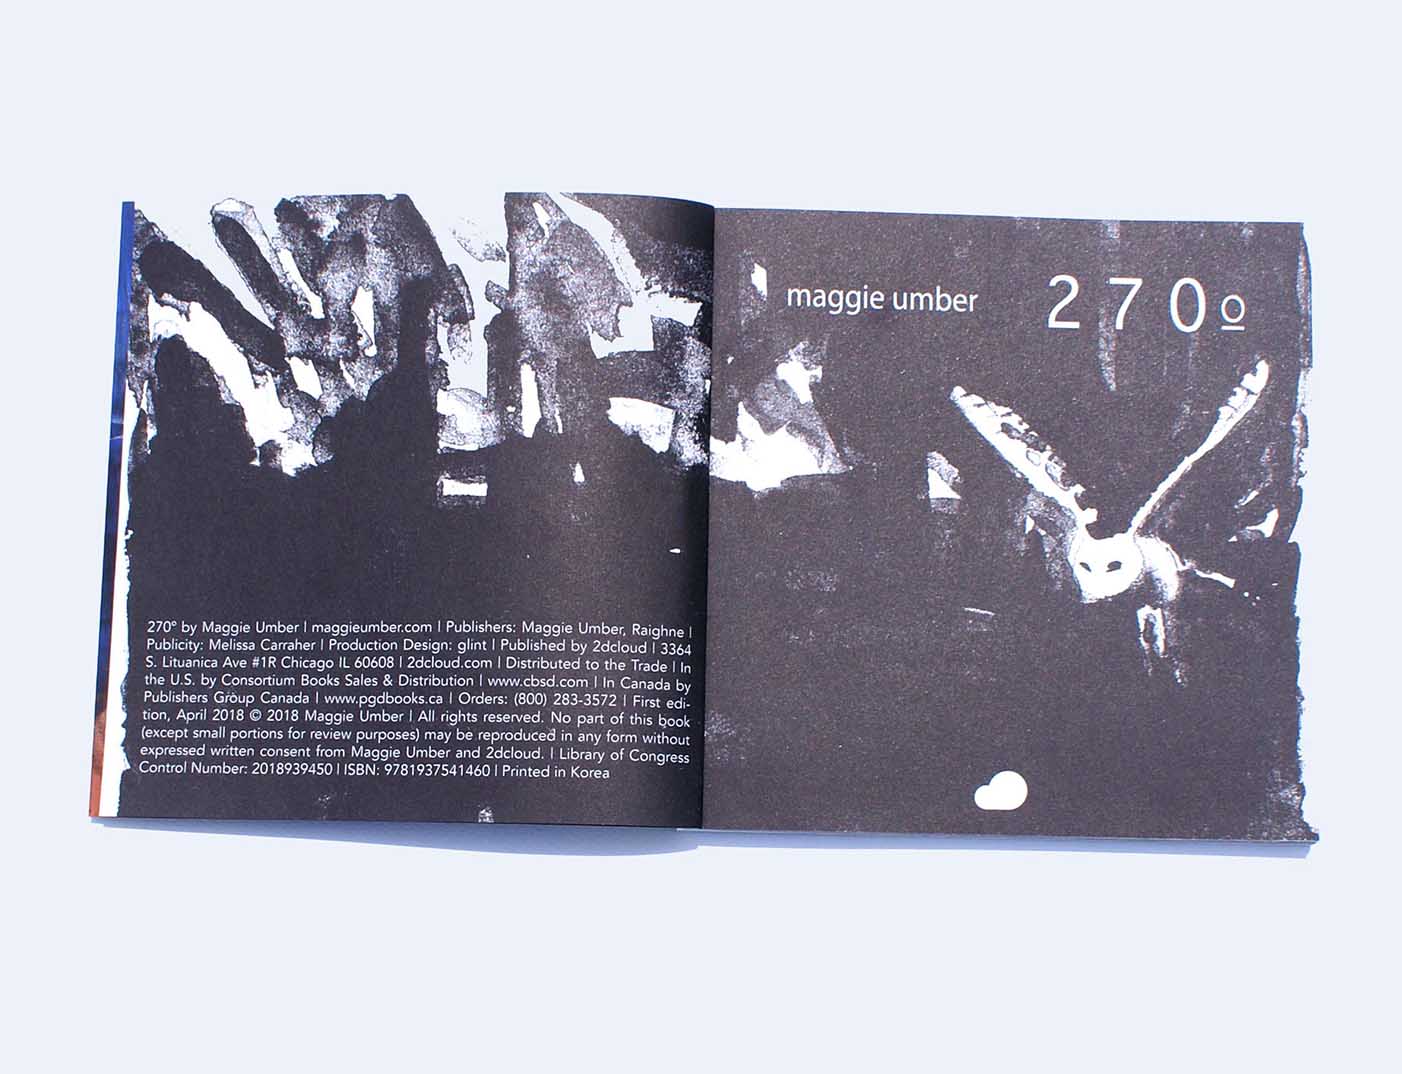 270º by Maggie Umber | maggieumber.com | Publishers: Maggie Umber, Raighne |
Publicity: Melissa Carraher | Production Design: glint | Published by 2dcloud | 3364
S. Lituanica Ave #1R Chicago IL 60608 | 2dcloud.com | Distributed to the Trade | In
the U.S. by Consortium Books Sales & Distribution | www.cbsd.com | In Canada by
Publishers Group Canada | www.pgdbooks.ca | Orders: (800) 283-3572 | First edi-
tion, April 2018 © 2018 Maggie Umber | All rights reserved. No part of this book
(except small portions for review purposes) may be reproduced in any form without
expressed written consent from Maggie Umber and 2dcloud. | Library of Congress
Control Number: 2018939450 | ISBN: 9781937541460 | Printed in Korea
maggie umber
270º